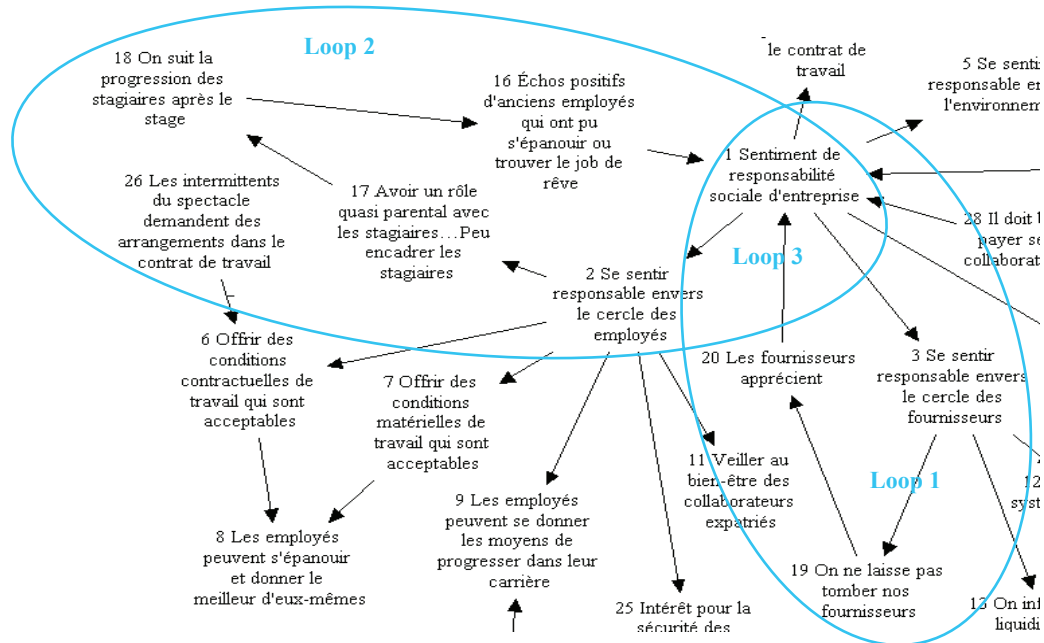 Loop 2
18 On suit la
progression des
stagiaires après le
stage
16 Échos positifs
d'anciens employés
qui ont pu
s'épanouir ou
trouver le job de
rêve
le contrat de
travail
5 Se sentir
responsable
1 Sentiment de
responsabilité
sociale d'entreprise
26 Les intermittents
du spectacle
demandent des
arrangements dans le
contrat de travail
17 Avoir un rôle
quasi parental avec
les stagiaires…Peu
encadrer les
stagiaires
28 Il doit
payer
Loop 3
2 Se sentir
responsable envers
le cercle des
employés
6 Offrir des
conditions
contractuelles de
travail qui sont
acceptables
7 Offrir des
conditions
matérielles de
travail qui sont
acceptables
20 Les fournisseurs
apprécient
3 Se sentir
responsable envers
le cercle des
fournisseurs
11 Veiller au
bien-être des
collaborateurs
expatriés
Loop 1
12
9 Les employés
peuvent se donner
les moyens de
progresser dans leur
carrière
8 Les employés
peuvent s'épanouir
et donner le
meilleur d'eux-mêmes
19 On ne laisse pas
tomber nos
fournisseurs
25 Intérêt pour la
sécurité des
13 On